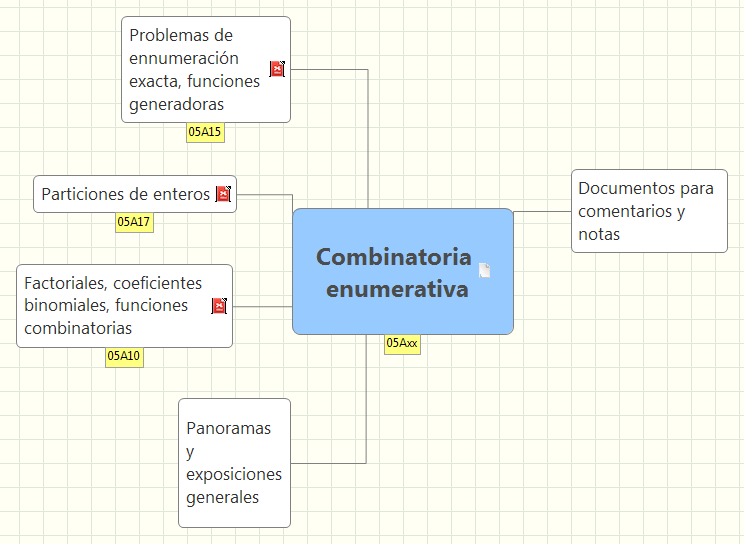 Problemas de
ennumeración
exacta, funciones
generadoras
05A15
Particiones de enteros
05A17
Factoriales, coeficientes
binomiales, funciones
combinatorias
05A10
Panoramas
y
exposiciones
generales
Combinatoria
enumerativa
05Axx
Documentos para
comentarios y
notas